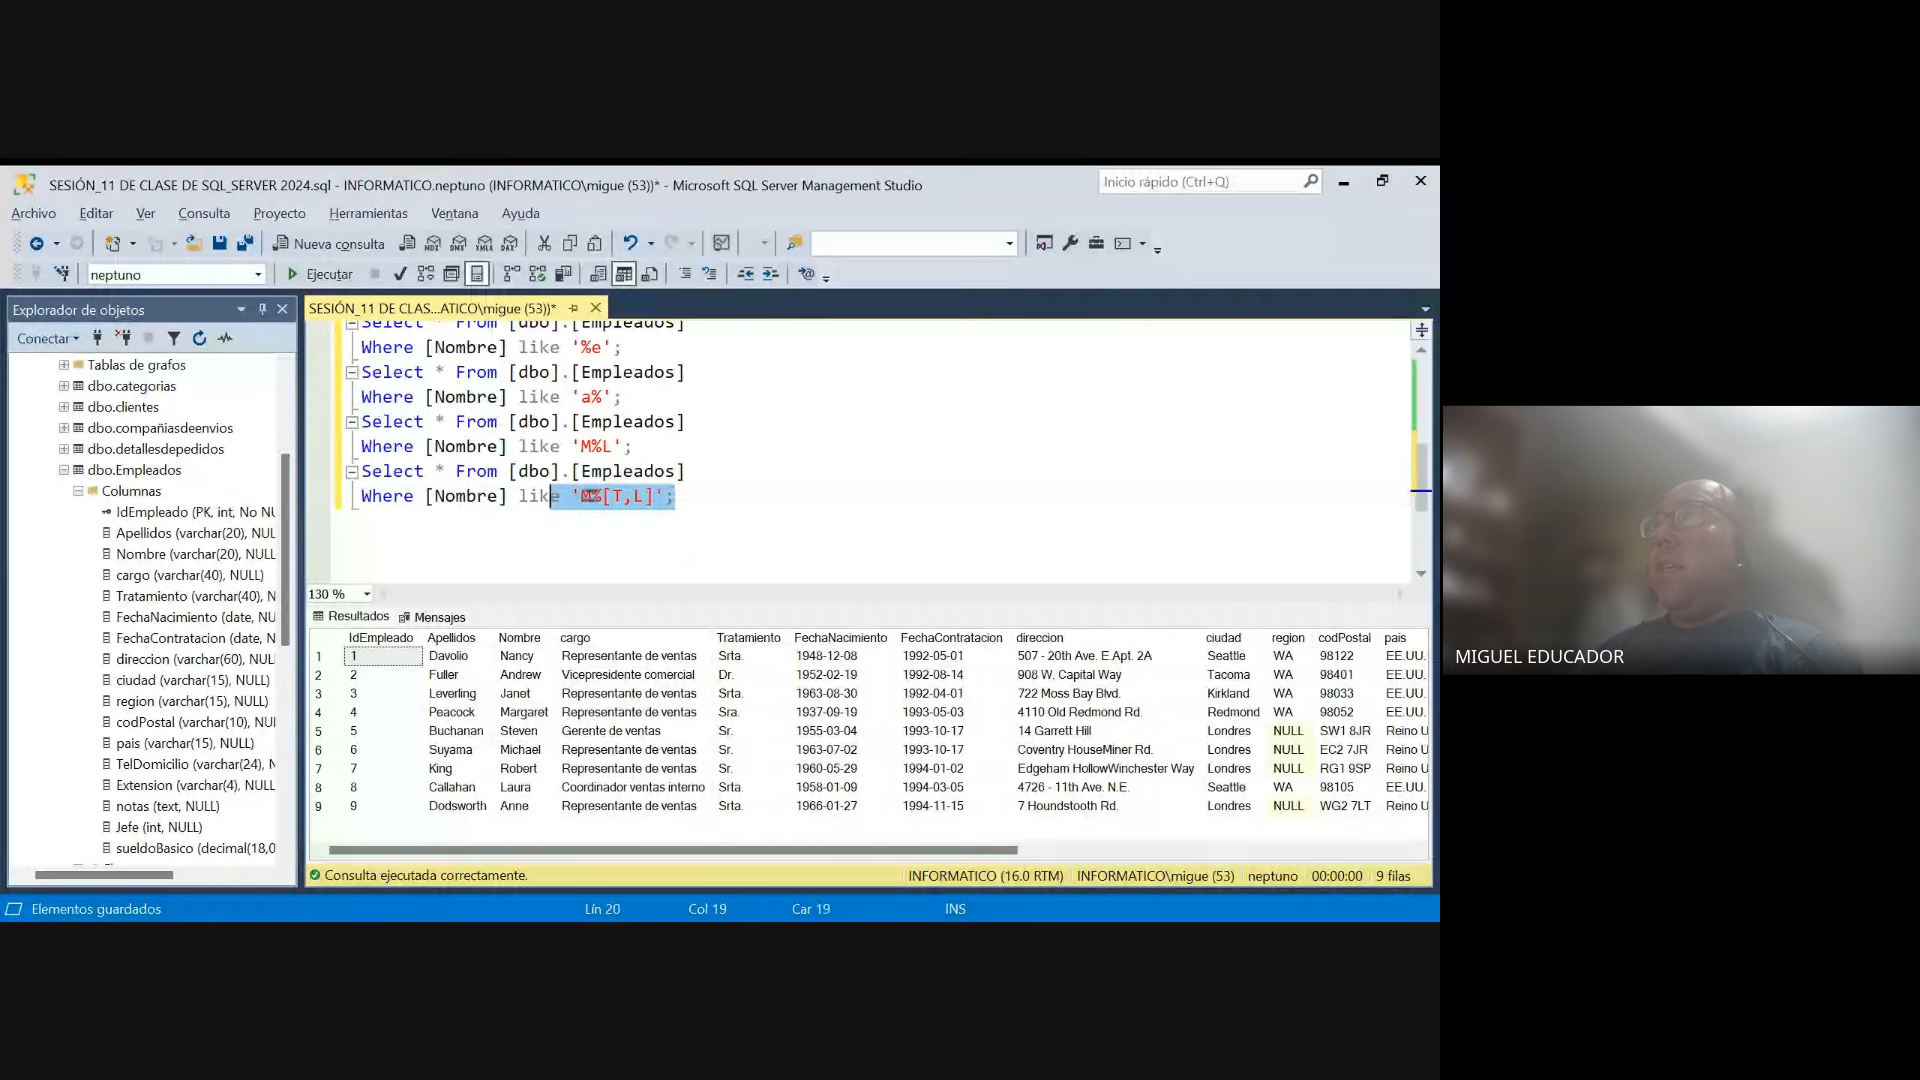 SESIÓN_11 DE CLASE DE SQL_SERVER 2024.sql - INFORMATICO.neptuno (INFORMATICO\migue (53))* - Microsoft SQL Server Management Studio
Inicio rápido (Ctrl+Q)
Archivo Editar Ver Consulta Proyecto Herramientas Ventana Ayuda
Nueva consulta MDX DMX XMLA DAX
neptuno Ejecutar
Explorador de objetos
SESIÓN_11 DE CLAS...ATICO\migue (53))*
Conectar
Tablas de grafos
dbo.categorias
dbo.clientes
dbo.compañiasdeenvios
dbo.detallesdepedidos
dbo.Empleados
Columnas
IdEmpleado (PK, int, No NU
Apellidos (varchar(20), NULL
Nombre (varchar(20), NULL
cargo (varchar(40), NULL)
Tratamiento (varchar(40), N
FechaNacimiento (date, NU
FechaContratacion (date, N
direccion (varchar(60), NULL
ciudad (varchar(15), NULL)
region (varchar(15), NULL)
codPostal (varchar(10), NUI
pais (varchar(15), NULL)
TelDomicilio (varchar(24), N
Extension (varchar(4), NULL
notas (text, NULL)
Jefe (int, NULL)
sueldoBasico (decimal(18,0
Select * From [dbo].[Empleados]
Where [Nombre] like '%e';
Select * From [dbo].[Empleados]
Where [Nombre] like 'a%';
Select * From [dbo].[Empleados]
Where [Nombre] like 'M%L';
Select * From [dbo].[Empleados]
Where [Nombre] like 'M%[T,L]';
130 %
Resultados Mensajes
IdEmpleado Apellidos Nombre cargo Tratamiento FechaNacimiento FechaContratacion direccion ciudad region codPostal pais
1 1 Davolio Nancy Representante de ventas Srta. 1948-12-08 1992-05-01 507 - 20th Ave. E.Apt. 2A Seattle WA 98122 EE.UU.
2 2 Fuller Andrew Vicepresidente comercial Dr. 1952-02-19 1992-08-14 908 W. Capital Way Tacoma WA 98401 EE.UU.
3 3 Leverling Janet Representante de ventas Srta. 1963-08-30 1992-04-01 722 Moss Bay Blvd. Kirkland WA 98033 EE.UU.
4 4 Peacock Margaret Representante de ventas Sra. 1937-09-19 1993-05-03 4110 Old Redmond Rd. Redmond WA 98052 EE.UU.
5 5 Buchanan Steven Gerente de ventas Sr. 1955-03-04 1993-10-17 14 Garrett Hill Londres NULL SW1 8JR Reino U
6 6 Suyama Michael Representante de ventas Sr. 1963-07-02 1993-10-17 Coventry HouseMiner Rd. Londres NULL EC2 7JR Reino U
7 7 King Robert Representante de ventas Sr. 1960-05-29 1994-01-02 Edgeham HollowWinchester Way Londres NULL RG1 9SP Reino U
8 8 Callahan Laura Coordinador ventas interno Srta. 1958-01-09 1994-03-05 4726 - 11th Ave. N.E. Seattle WA 98105 EE.UU.
9 9 Dodsworth Anne Representante de ventas Srta. 1966-01-27 1994-11-15 7 Houndstooth Rd. Londres NULL WG2 7LT Reino U
Consulta ejecutada correctamente. INFORMATICO (16.0 RTM) INFORMATICO\migue (53) neptuno 00:00:00 9 filas
Elementos guardados Lín 20 Col 19 Car 19 INS
MIGUEL EDUCADOR